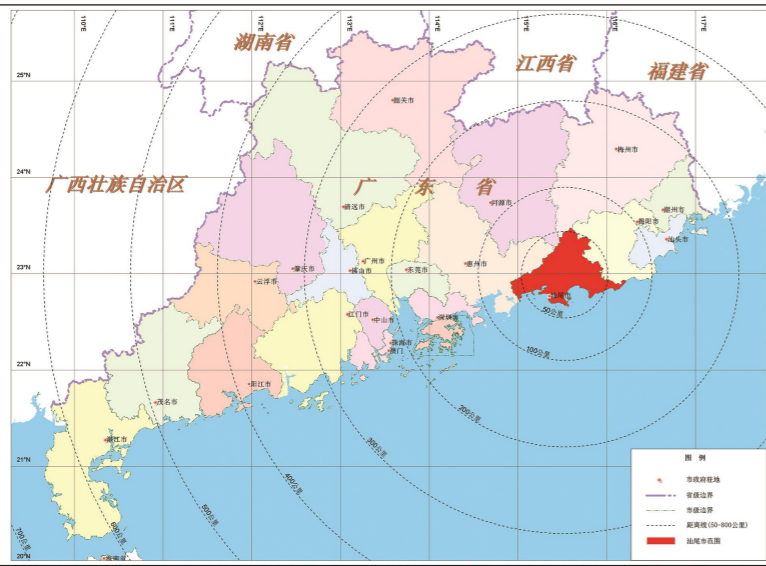 110°E
111°E
112°E
113°E
114°E
115°E
117°E
湖南省
江西省
福建省
25°N
韶关市
梅州市
24°N
广西壮族自治区
广东省
清远市
河源市
潮州市
揭阳市
汕头市
23°N
广州市
惠州市
肇庆市
佛山市
东莞市
云浮市
50公里
江门市
中山市
深圳市
珠海市
澳门
100公里
22°N
阳江市
茂名市
200公里
湛江市
300公里
21°N
400公里
500公里
600公里
700公里
20°N
图 例
市政府驻地
省级边界
市级边界
距离线(50-800公里)
汕尾市范围